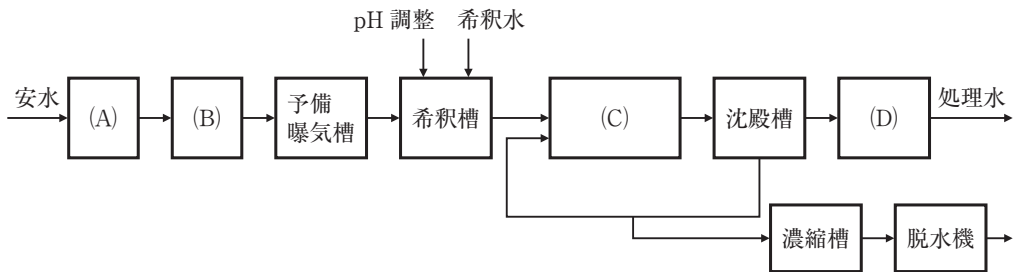 pH 調整
希釈水
安水
(A)
(B)
予備
曝気槽
希釈槽
(C)
沈殿槽
(D)
処理水
濃縮槽
脱水機